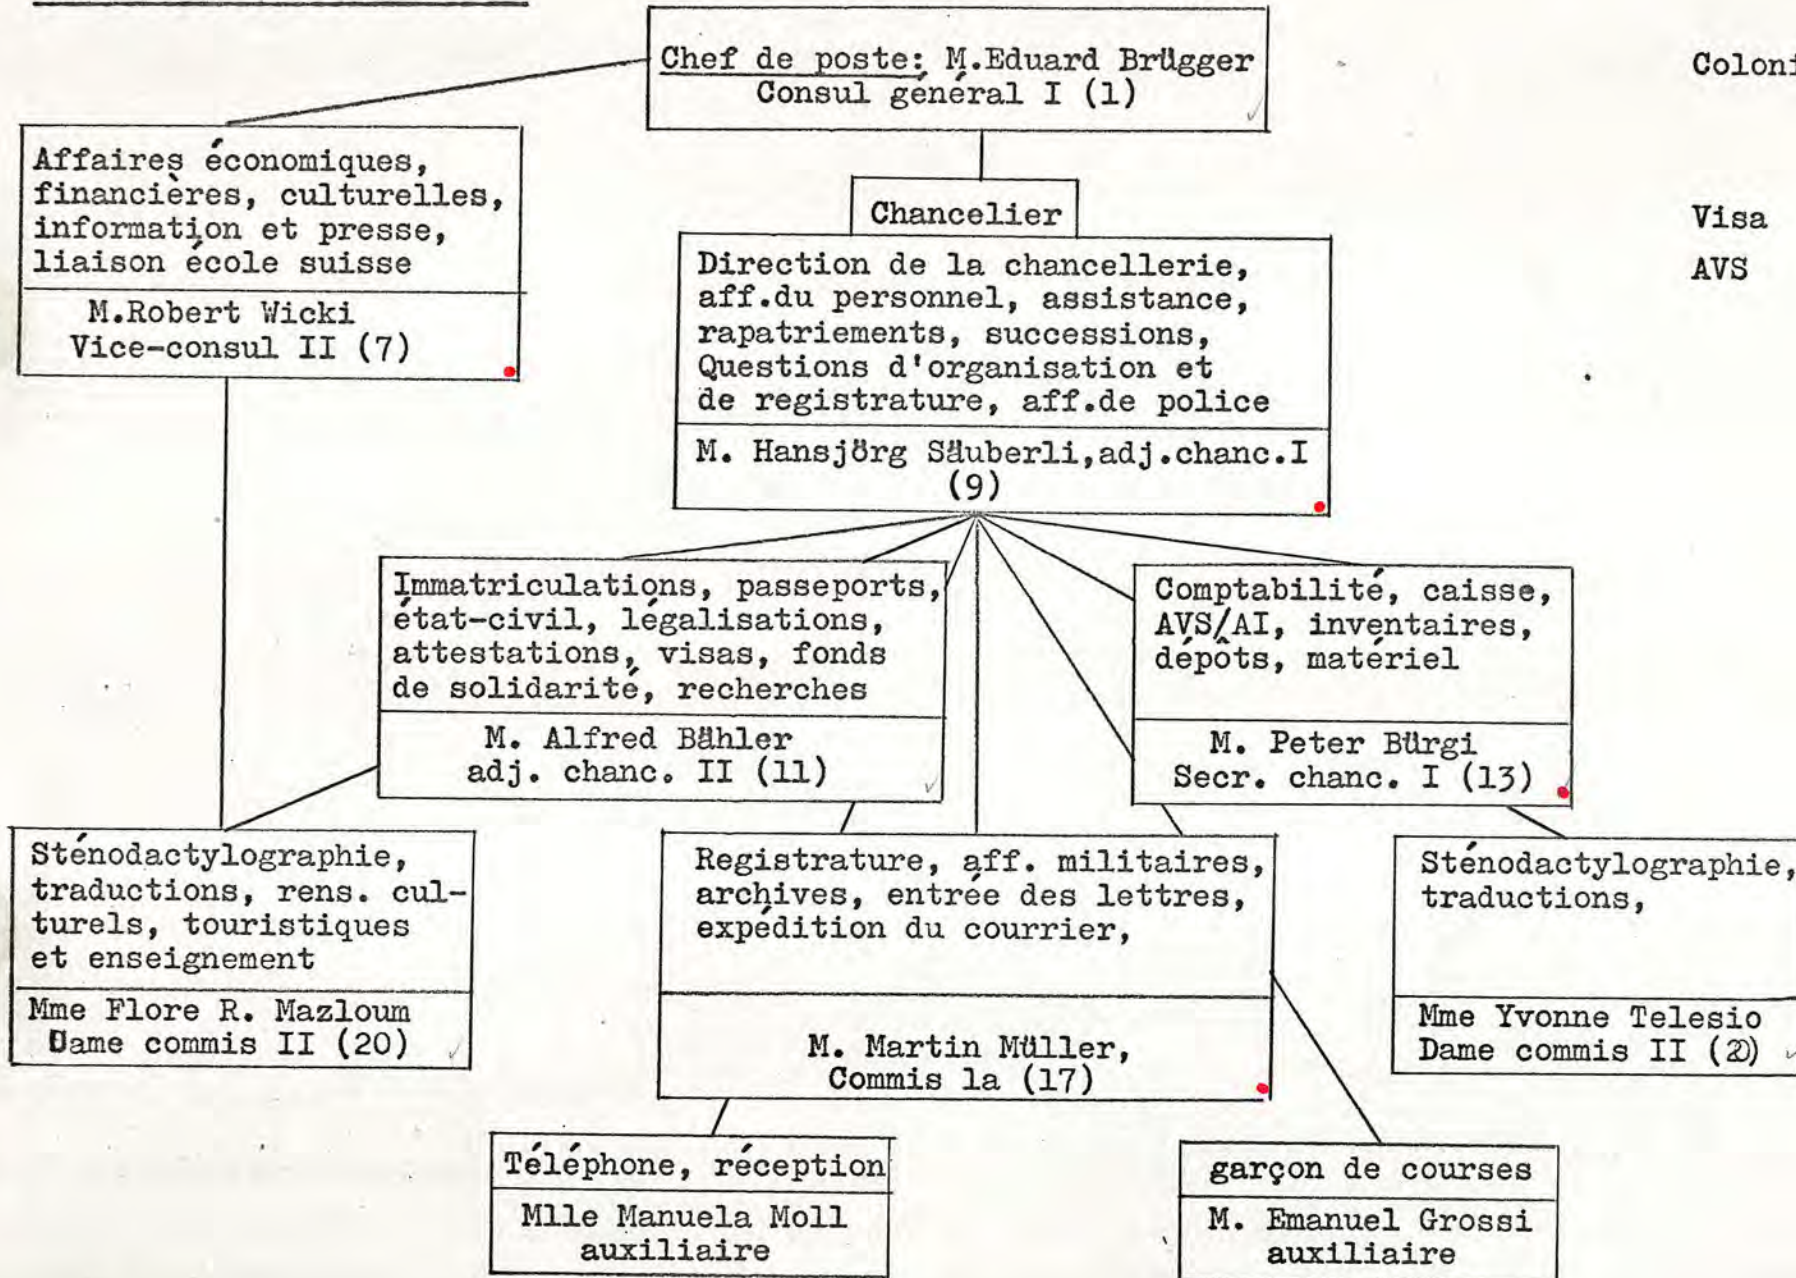 Chef de poste: M.Eduard Brügger
Consul général I (1)
Affaires économiques,
financières, culturelles,
information et presse,
liaison école suisse
M.Robert Wicki
Vice-consul II (7)
Chancelier
Direction de la chancellerie,
aff.du personnel, assistance,
rapatriements, successions,
Questions d'organisation et
de registrature, aff.de police
M. Hansjörg Säuberli,adj.chanc.I
(9)
Visa
AVS
Immatriculations, passeports,
état-civil, légalisations,
attestations, visas, fonds
de solidarité, recherches
M. Alfred Bähler
adj. chanc. II (11)
Comptabilité, caisse,
AVS/AI, inventaires,
dépôts, matériel
M. Peter Bürgi
Secr. chanc. I (13)
Sténodactylographie,
traductions, rens. cul-
turels, touristiques
et enseignement
Mme Flore R. Mazloum
Dame commis II (20)
Registrature, aff. militaires,
archives, entrée des lettres,
expédition du courrier,
M. Martin Müller,
Commis la (17)
Sténodactylographie,
traductions,
Mme Yvonne Telesio
Dame commis II
Téléphone, réception
Mlle Manuela Moll
auxiliaire
garçon de courses
M. Emanuel Grossi
auxiliaire